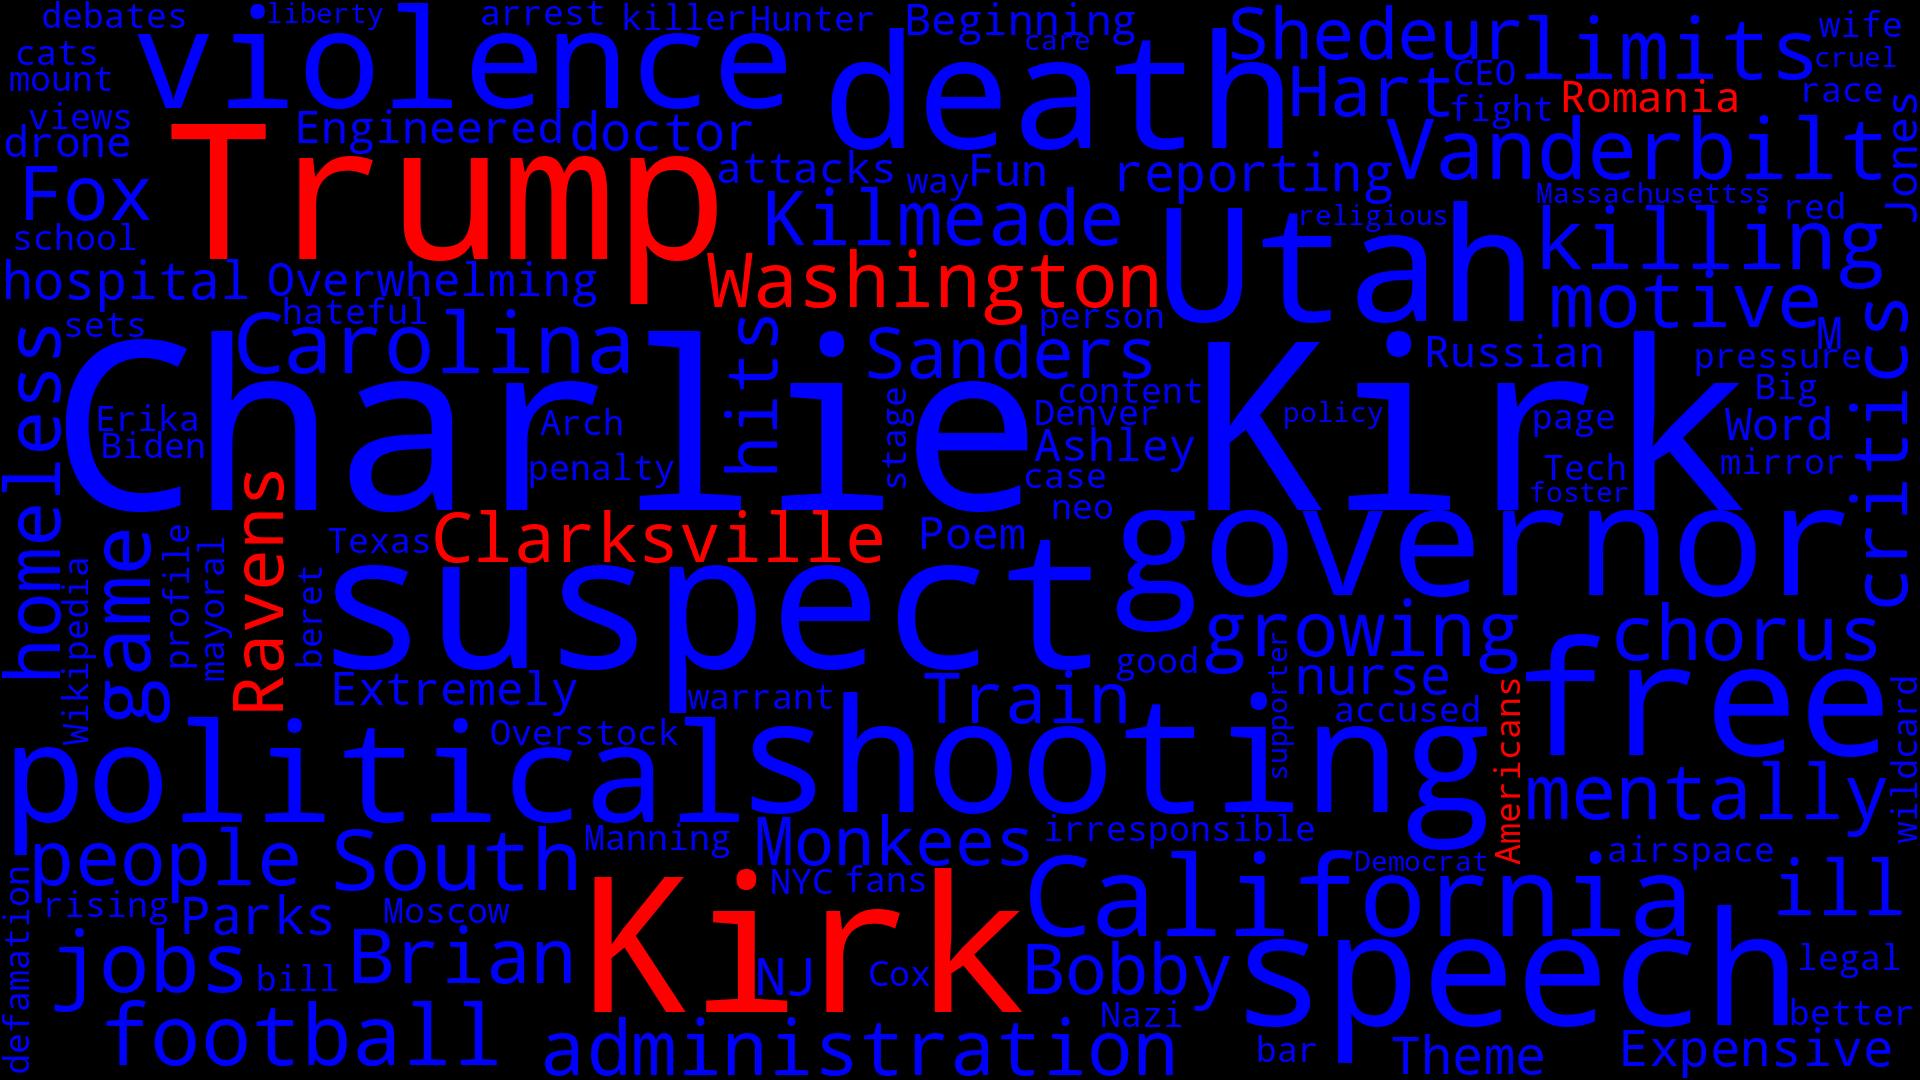 debates
liberty
arrest
killer
Hunter
Beginning
care
Shedeur
limits
wife
cats
mount
violence
death
Hart
CEO
cruel
views
drone
Engineered
doctor
fight
Romania
race
Trump
attacks
way
Fun
reporting
Vanderbilt
Jones
Fox
Kilmeade
Massachusettss
red
school
religious
Utah
killing
hospital
Overwhelming
Washington
motive
sets
hateful
Carolina
hits
person
Sanders
Russian
pressure
M
critics
homeless
Charlie Kirk
content
Big
Erika
Biden
Arch
stage
Denver
policy
page
Word
Ashley
penalty
case
Tech
mirror
neo
foster
Ravens
Texas
Clarksville
Poem
governor
game
profile
mayoral
Wikipedia
beret
suspect
growing
chorus
good
nurse
free
Extremely
warrant
Train
supporter
accused
Americans
wildcard
political
Overstock
shooting
mentally
people
South
Manning
Monkees
irresponsible
Democrat
airspace
defamation
rising
Parks
Moscow
NYC
fans
California
ill
jobs
bill
Brian
Kirk
NJ
Cox
Bobby
speech
legal
football
administration
Nazi
bar
Theme
better
Expensive